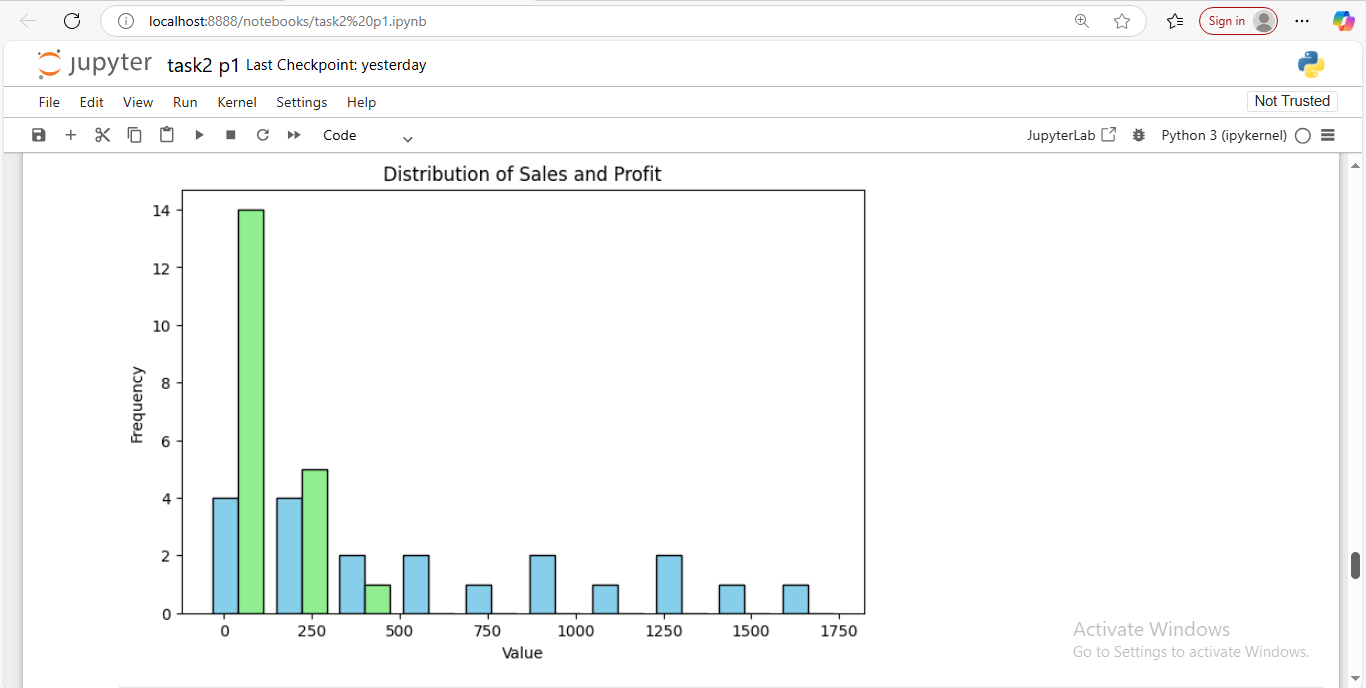 localhost:8888/notebooks/task2%20p1.ipynb
Sign in
jupyter task2 p1 Last Checkpoint: yesterday
File Edit View Run Kernel Settings Help
Not Trusted
Code
JupyterLab
Python 3 (ipykernel)
Distribution of Sales and Profit
14
12
10
8
6
4
2
0
Frequency
0 250 500 750 1000 1250 1500 1750
Value
Activate Windows
Go to Settings to activate Windows.